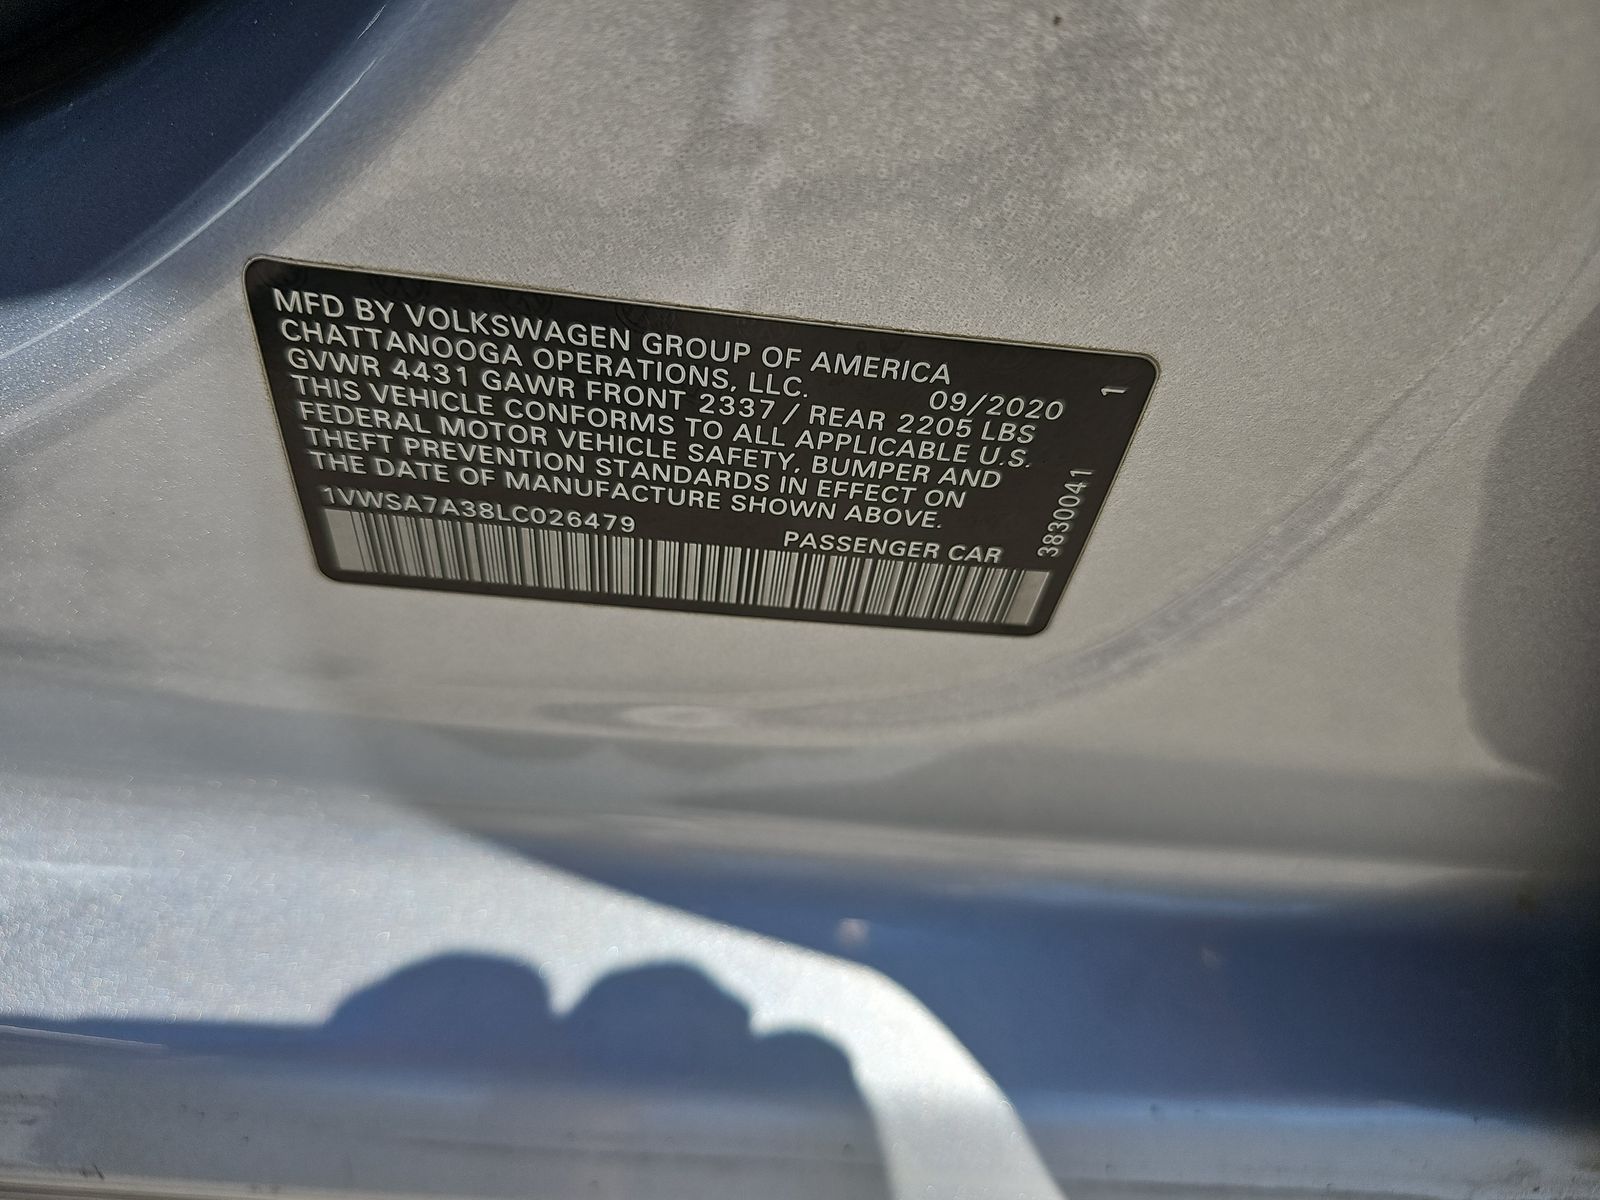 MFD BY VOLKSWAGEN GROUP OF AMERICA
CHATTANOOGA OPERATIONS, LLC. 09/2020
GVWR 4431 GAWR FRONT 2337 / REAR 2205 LBS
THIS VEHICLE CONFORMS TO ALL APPLICABLE U.S.
FEDERAL MOTOR VEHICLE SAFETY, BUMPER AND
THEFT PREVENTION STANDARDS IN EFFECT ON
THE DATE OF MANUFACTURE SHOWN ABOVE.
1VWSA7A38LC026479 PASSENGER CAR
3830041 1